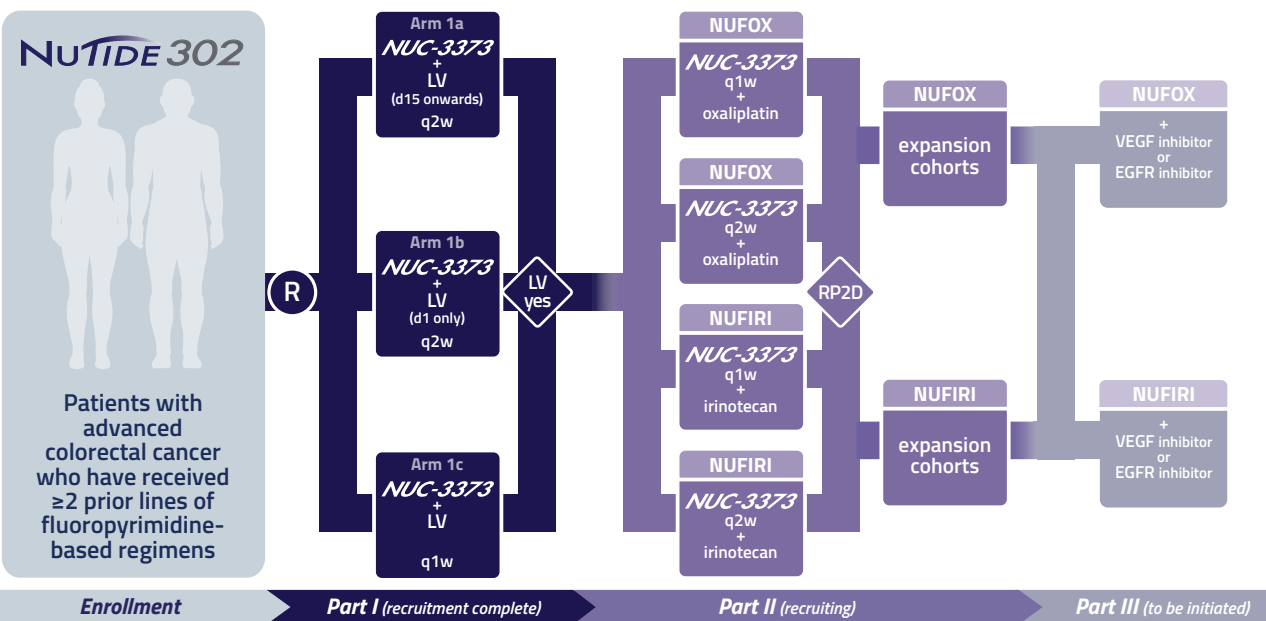 NuTIDE 302
Patients with
advanced
colorectal cancer
who have received
≥2 prior lines of
fluoropyrimidine-
based regimens
R
Arm 1a
NUC-3373
+
LV
(d15 onwards)
q2w
Arm 1b
NUC-3373
+
LV
(d1 only)
q2w
Arm 1c
NUC-3373
+
LV
q1w
LV
yes
NUFOX
NUC-3373
q1w
+
oxaliplatin
NUFOX
NUC-3373
q2w
+
oxaliplatin
NUFIRI
NUC-3373
q1w
+
irinotecan
NUFIRI
NUC-3373
q2w
+
irinotecan
RP2D
NUFOX
expansion
cohorts
NUFIRI
expansion
cohorts
NUFOX
+
VEGF inhibitor
or
EGFR inhibitor
NUFIRI
+
VEGF inhibitor
or
EGFR inhibitor
Enrollment
Part I (recruitment complete)
Part II (recruiting)
Part III (to be initiated)